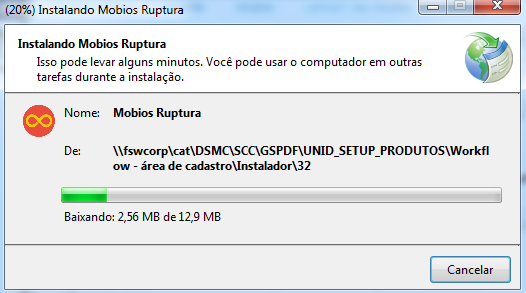 (20%) Instalando Mobios Ruptura
Instalando Mobios Ruptura
Isso pode levar alguns minutos. Você pode usar o computador em outras
tarefas durante a instalação.
Nome: Mobios Ruptura
De: \\fswcorp\cat\DSMC\SCC\GSPDF\UNID_SETUP_PRODUTOS\Workfl
ow - área de cadastro\Instalador\32
Baixando: 2,56 MB de 12,9 MB
Cancelar